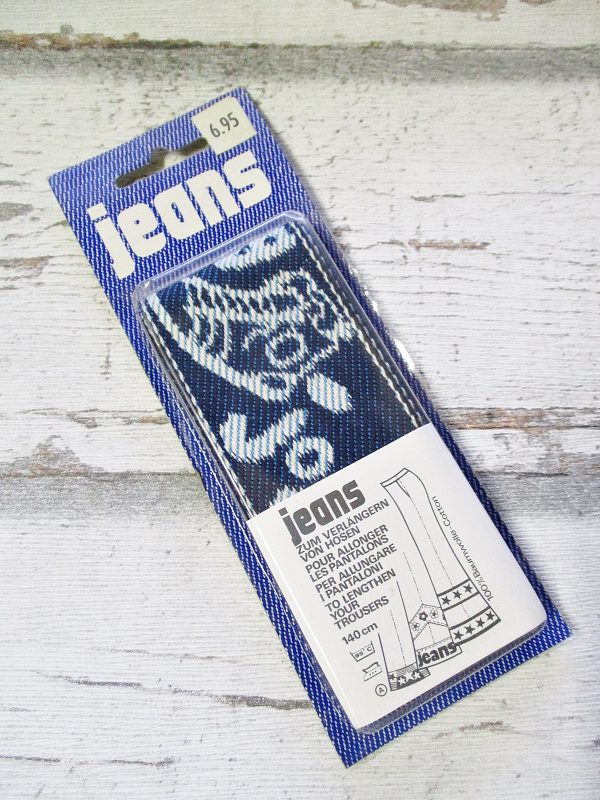 6.95
jeans
jeans
ZUM VERLÄNGERN
VON HOSEN
POUR ALLONGER
LES PANTALONS
PER ALLUNGARE
I PANTALONI
TO LENGTHEN
YOUR
TROUSERS
140 cm
95°C
A
jeans
100% Baumwolle-Cotton